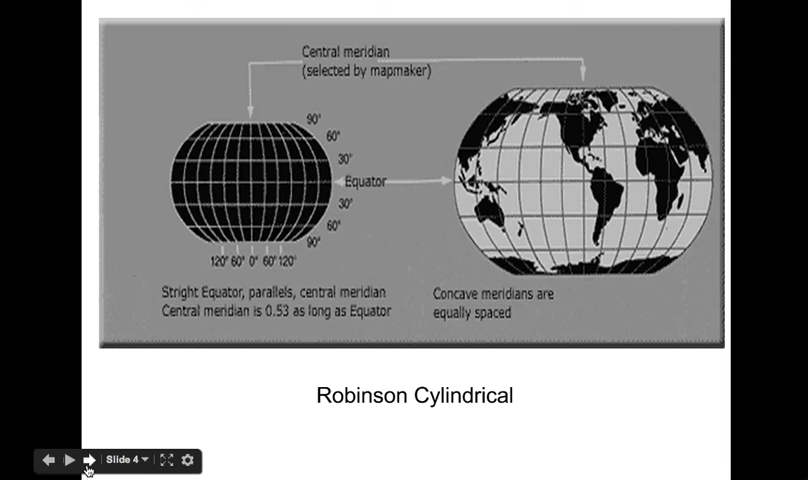 Central meridian
(selected by mapmaker)
90°
60°
30°
Equator
30°
60°
90°
120° 60° 0° 60° 120°
Stright Equator, parallels, central meridian
Central meridian is 0.53 as long as Equator
Concave meridians are
equally spaced
Robinson Cylindrical
Slide 4